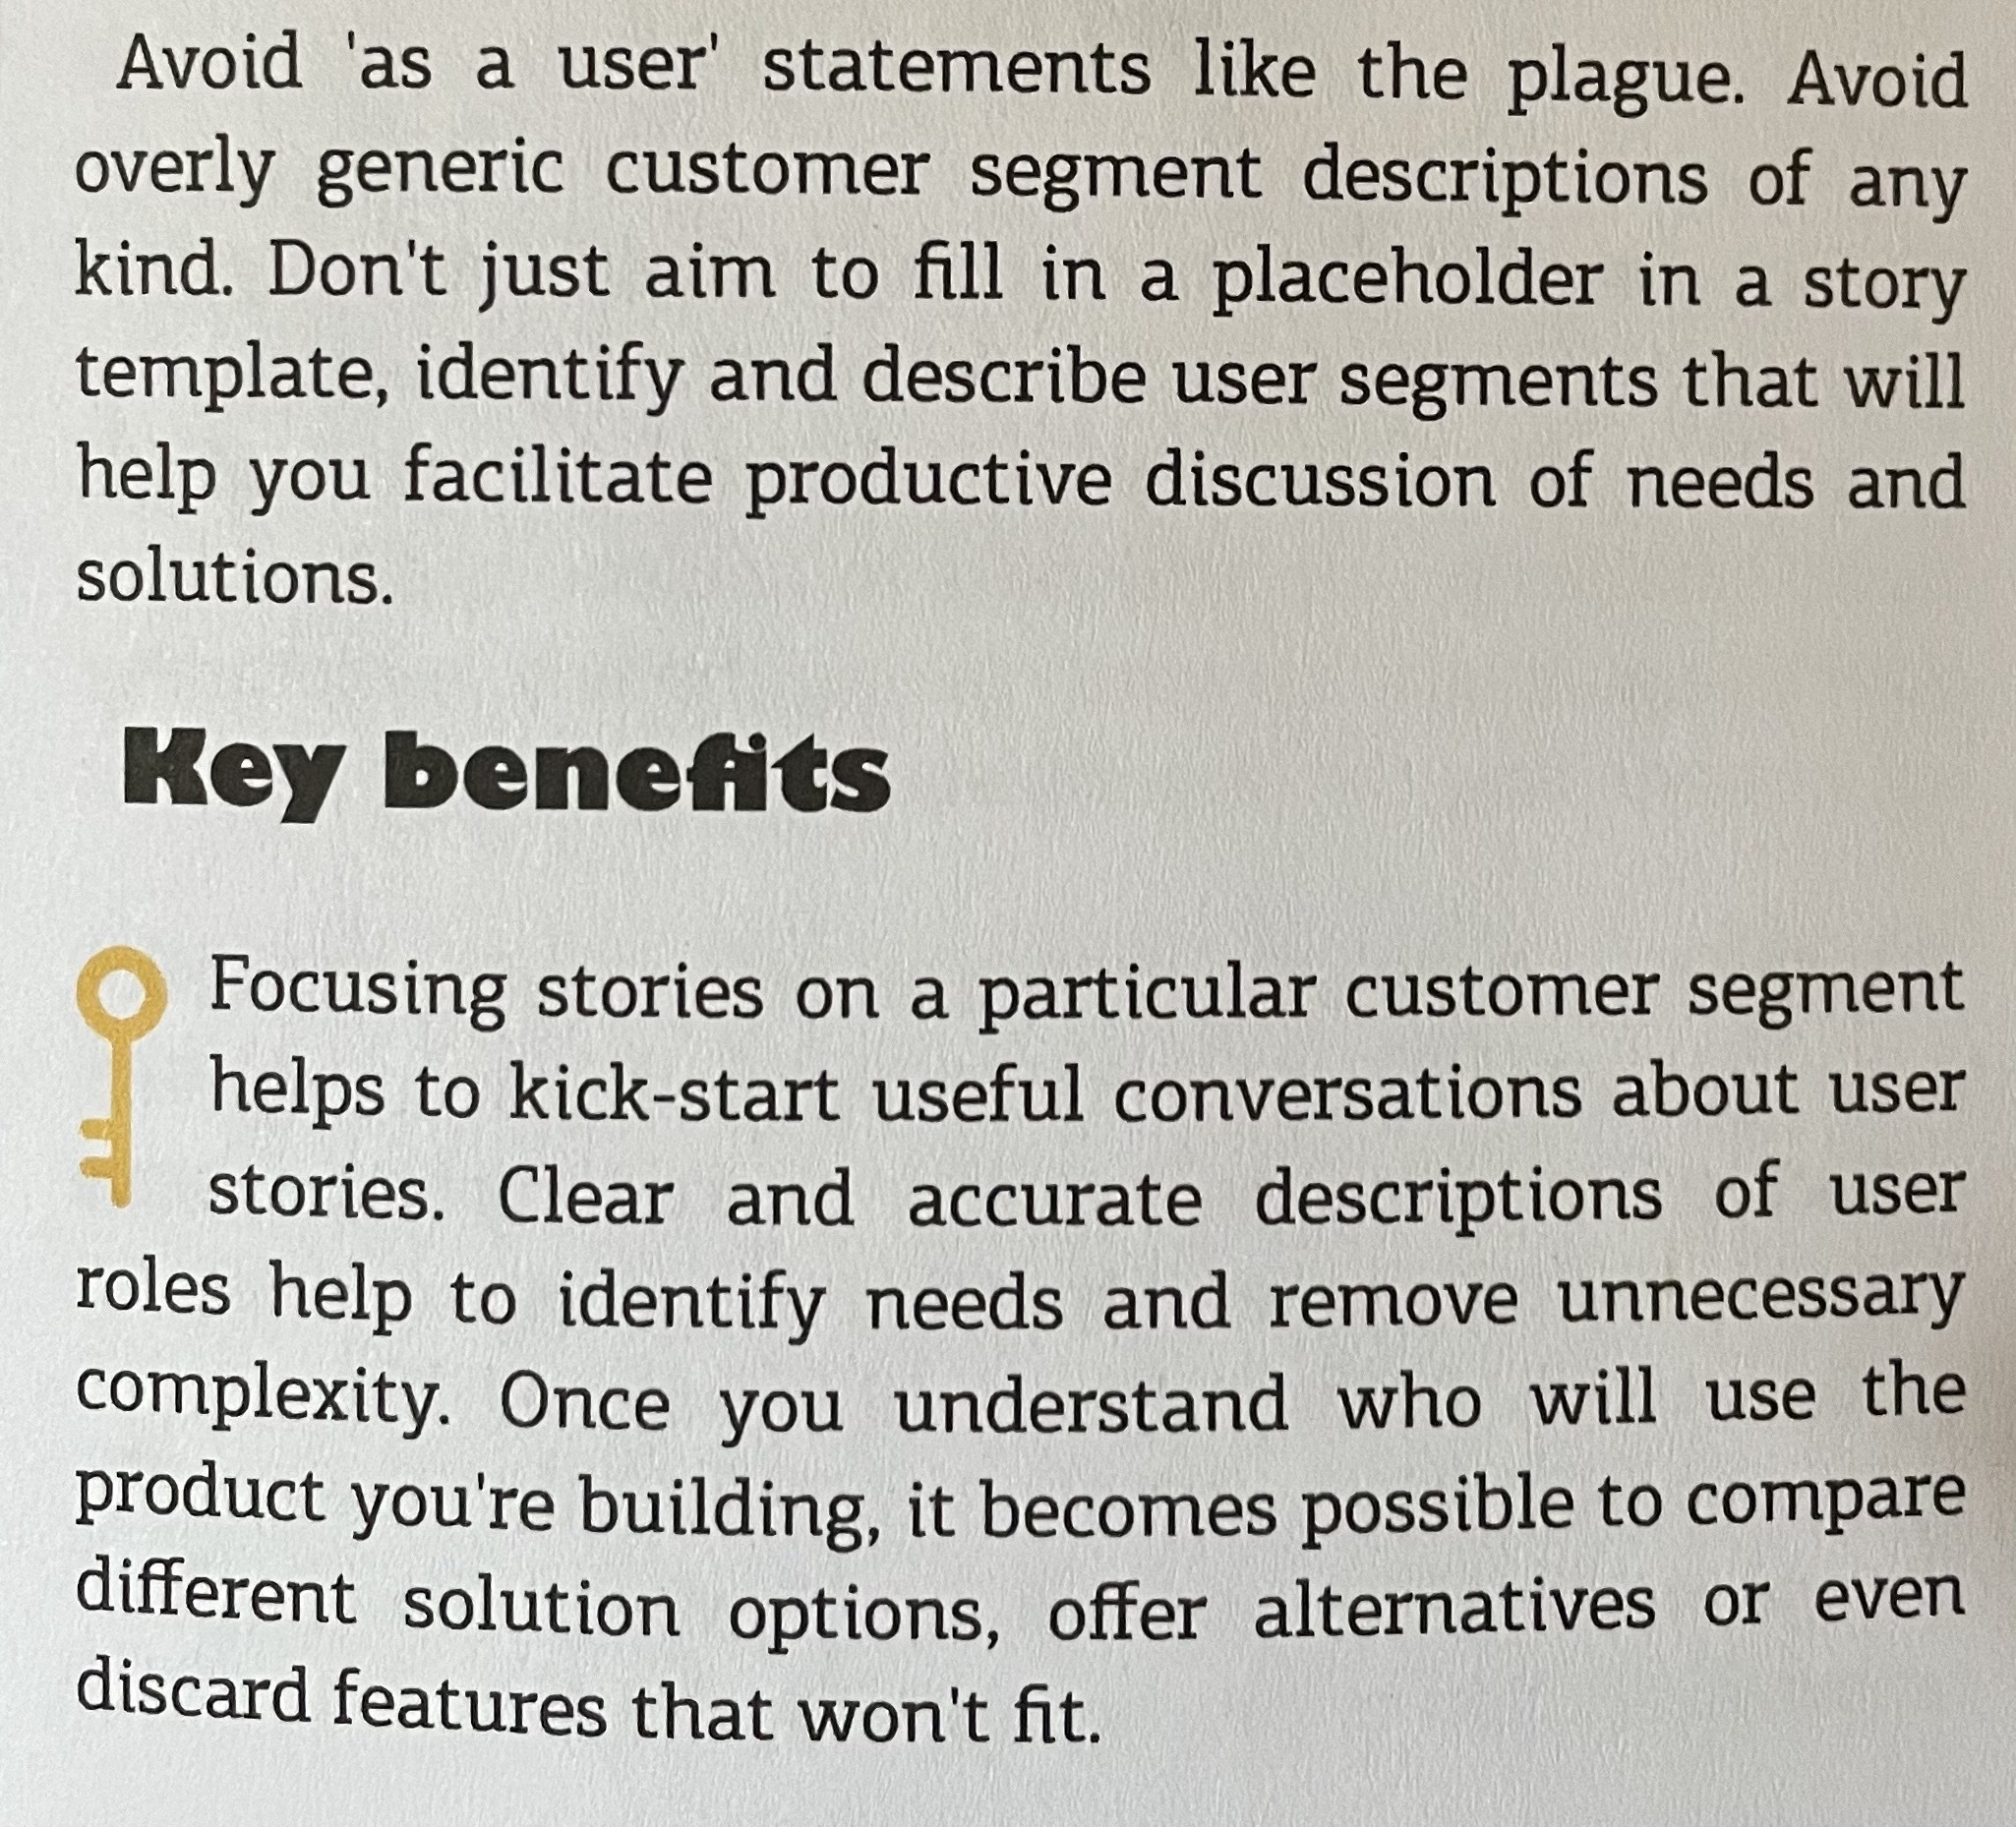 Avoid 'as a user' statements like the plague. Avoid
overly generic customer segment descriptions of any
kind. Don't just aim to fill in a placeholder in a story
template, identify and describe user segments that will
help you facilitate productive discussion of needs and
solutions.
Key benefits
Focusing stories on a particular customer segment
helps to kick-start useful conversations about user
stories. Clear and accurate descriptions of user
roles help to identify needs and remove unnecessary
complexity. Once you understand who will use the
product you're building, it becomes possible to compare
different solution options, offer alternatives or even
discard features that won't fit.